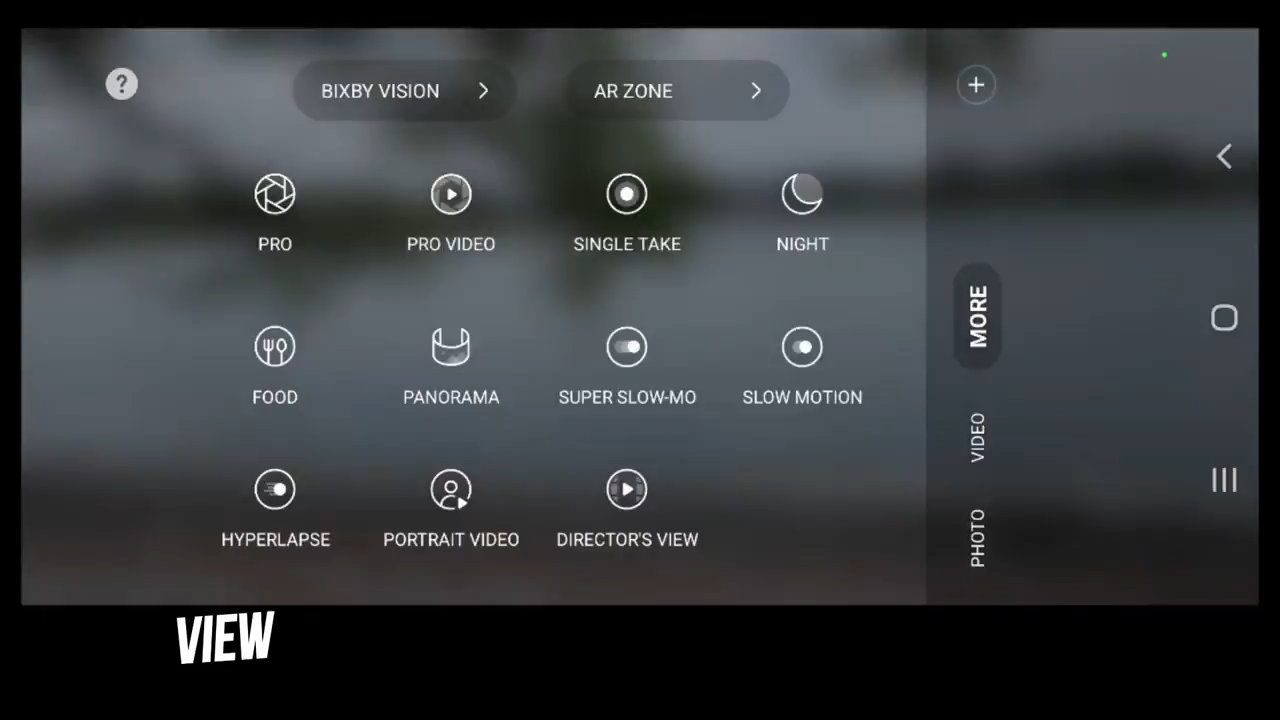 ?
BIXBY VISION >
AR ZONE >
+
PRO
PRO VIDEO
SINGLE TAKE
NIGHT
FOOD
PANORAMA
SUPER SLOW-MO
SLOW MOTION
HYPERLAPSE
PORTRAIT VIDEO
DIRECTOR'S VIEW
MORE
VIDEO
PHOTO
VIEW